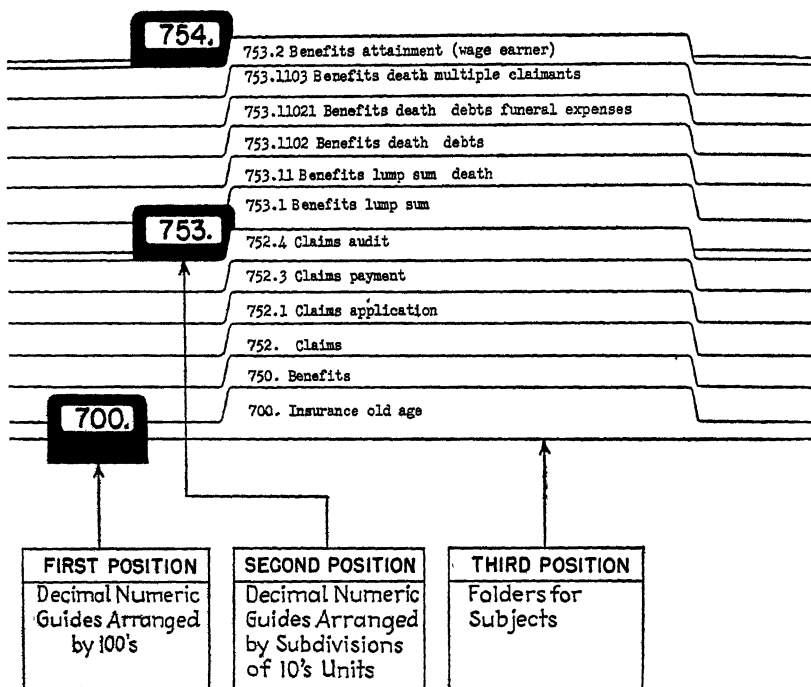 754.
753.2 Benefits attainment (wage earner)
753.1103 Benefits death multiple claimants
753.11021 Benefits death debts funeral expenses
753.1102 Benefits death debts
753.11 Benefits lump sum death
753.1 Benefits lump sum
753.
752.4 Claims audit
752.3 Claims payment
752.1 Claims application
752. Claims
750. Benefits
700. Insurance old age
700.
FIRST POSITION
Decimal Numeric
Guides Arranged
by 100's
SECOND POSITION
Decimal Numeric
Guides Arranged
by Subdivisions
of 10's Units
THIRD POSITION
Folders for
Subjects